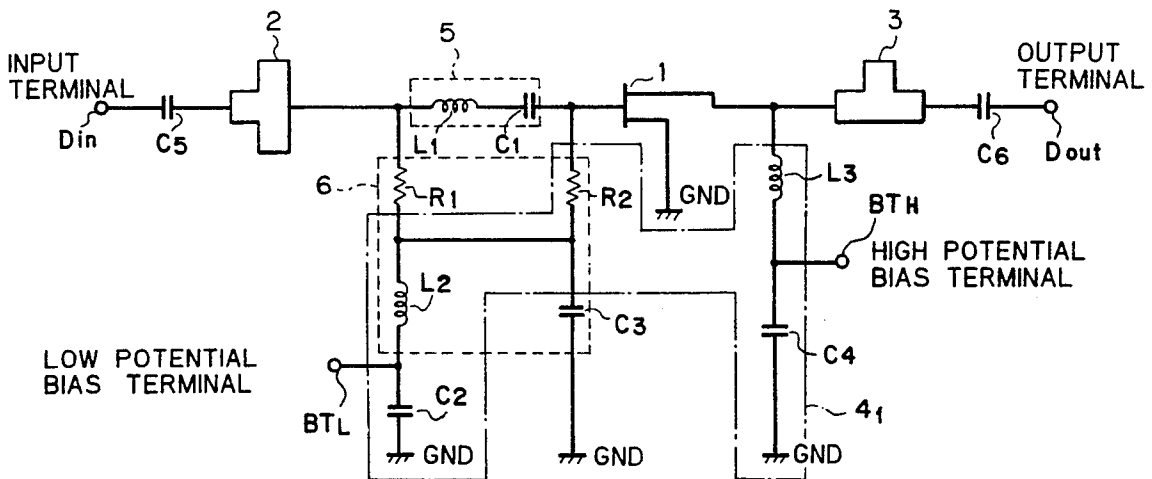 2
5
1
3
INPUT
TERMINAL
OUTPUT
TERMINAL
Din
C5
L1
C1
C6
Dout
6
R1
R2
GND
L3
BTH
HIGH POTENTIAL
BIAS TERMINAL
L2
C3
C4
LOW POTENTIAL
BIAS TERMINAL
BTL
C2
41
GND
GND
GND